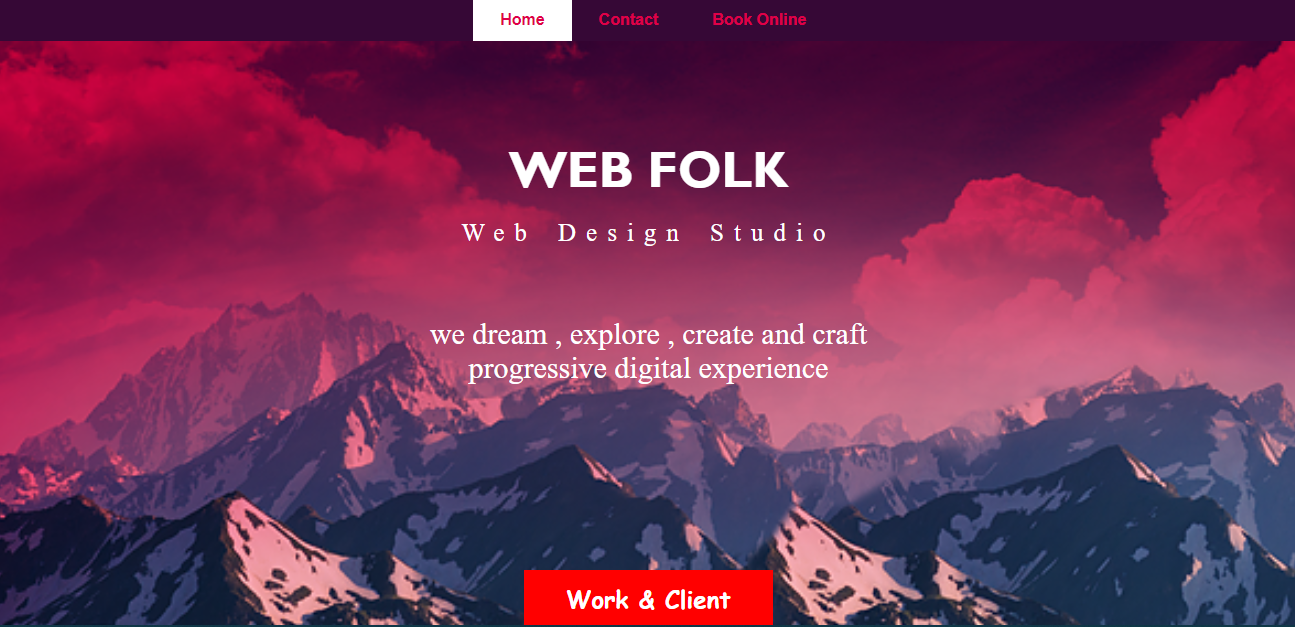 Home Contact Book Online
WEB FOLK
Web Design Studio
we dream , explore , create and craft
progressive digital experience
Work & Client